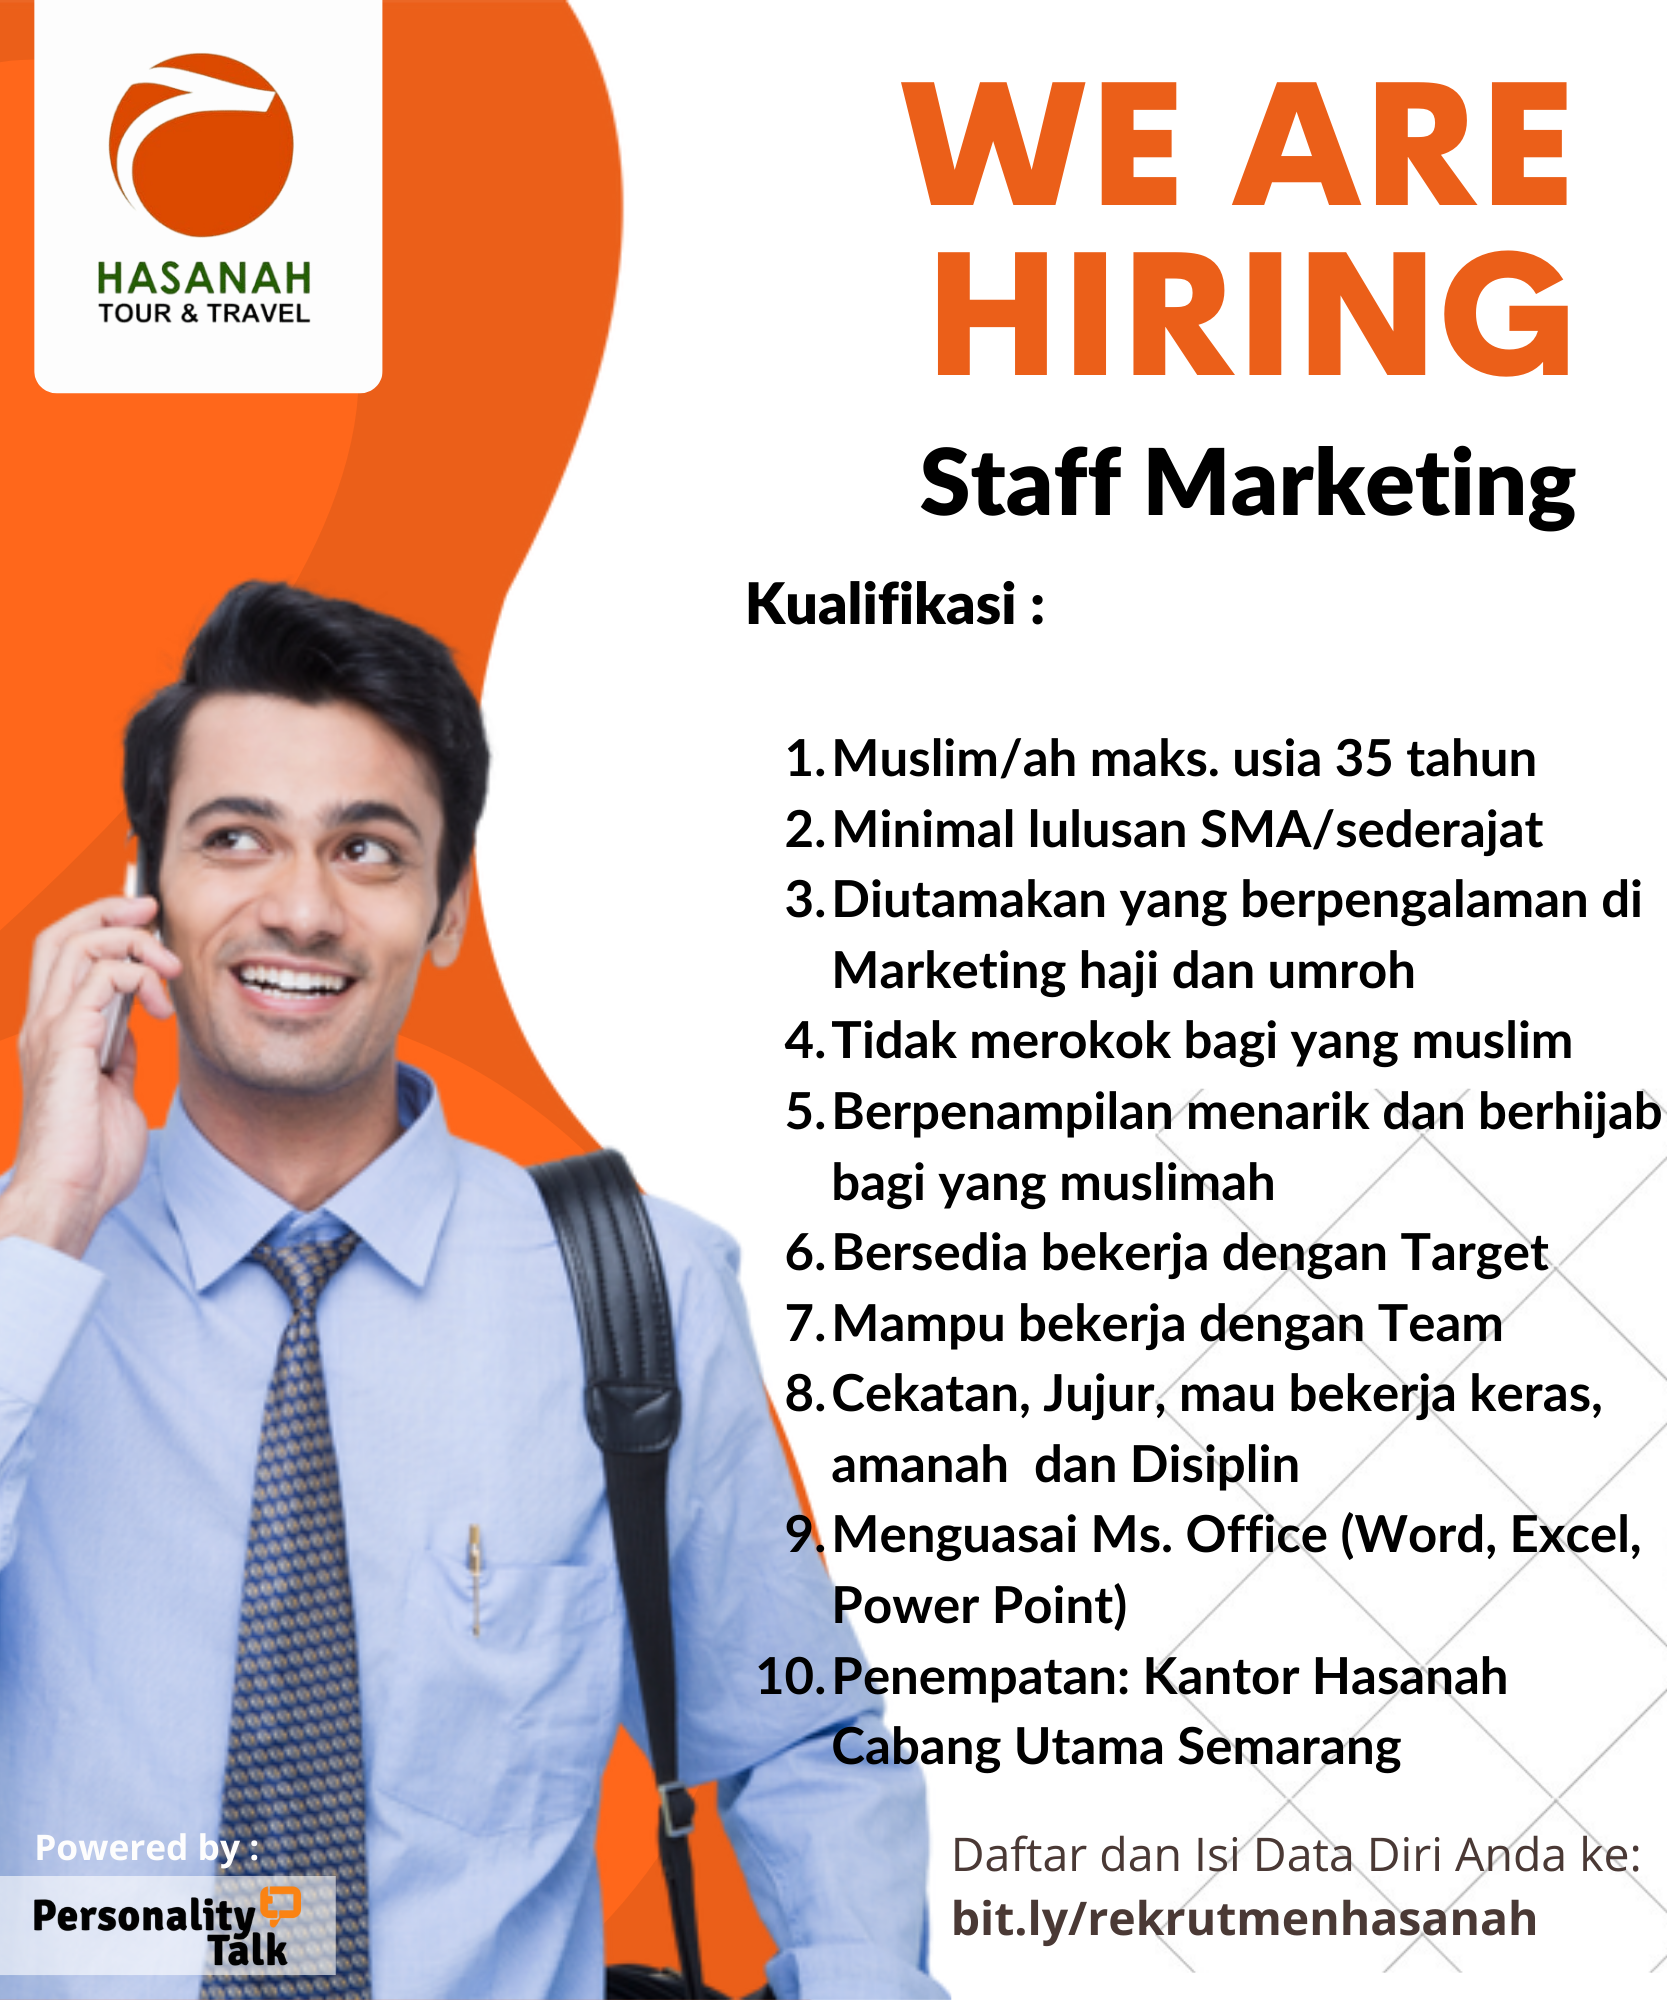 HASANAH
TOUR & TRAVEL
WE ARE
HIRING
Staff Marketing
Kualifikasi :
1. Muslim/ah maks. usia 35 tahun
2. Minimal lulusan SMA/sederajat
3. Diutamakan yang berpengalaman di
Marketing haji dan umroh
4. Tidak merokok bagi yang muslim
5. Berpenampilan menarik dan berhijab
bagi yang muslimah
6. Bersedia bekerja dengan Target
7. Mampu bekerja dengan Team
8. Cekatan, Jujur, mau bekerja keras,
amanah  dan Disiplin
9. Menguasai Ms. Office (Word, Excel,
Power Point)
10. Penempatan: Kantor Hasanah
Cabang Utama Semarang
Powered by :
Personality
Talk
Daftar dan Isi Data Diri Anda ke:
bit.ly/rekrutmenhasanah